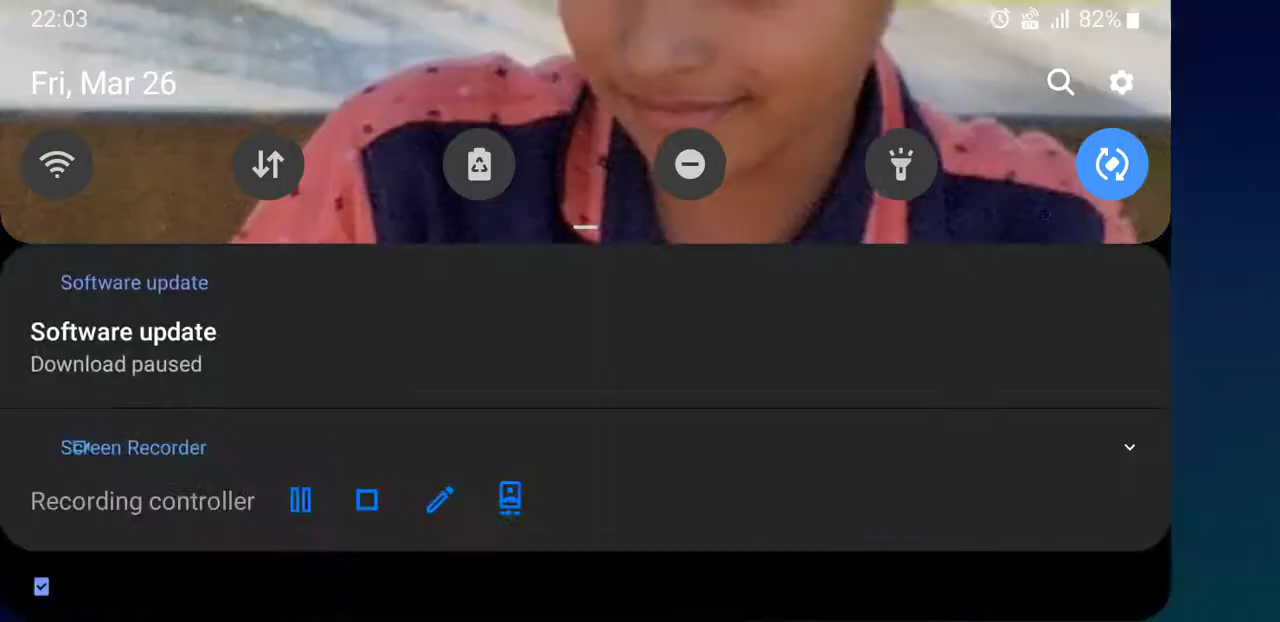 22:03
82%
Fri, Mar 26
Software update
Software update
Download paused
Screen Recorder
Recording controller